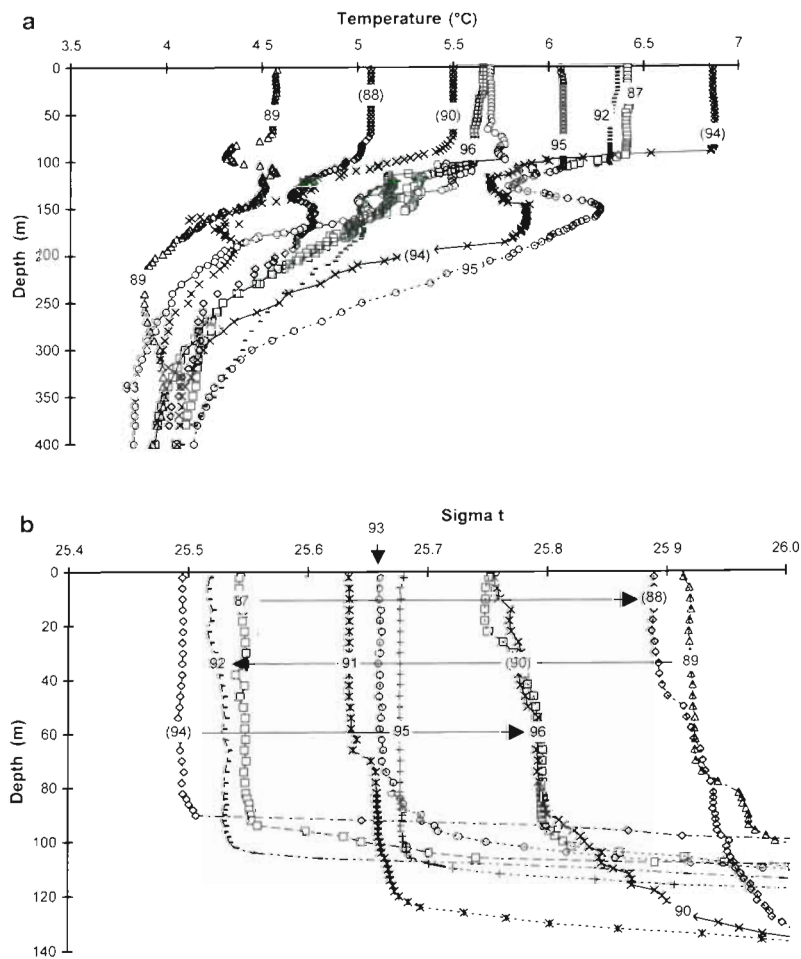 a
Temperature (°C)
3.5 4 4.5 5 5.5 6 6.5 7
0
50
100
150
200
250
300
350
400
Depth (m)
89 (88) (90) 96 95 92 87 (94)
(94)
95
89
93
b
Sigma t
93
25.4 25.5 25.6 25.7 25.8 25.9 26.0
0
20
40
60
80
100
120
140
Depth (m)
87 (88)
92 91 (90) 89
(94) 95 96
90